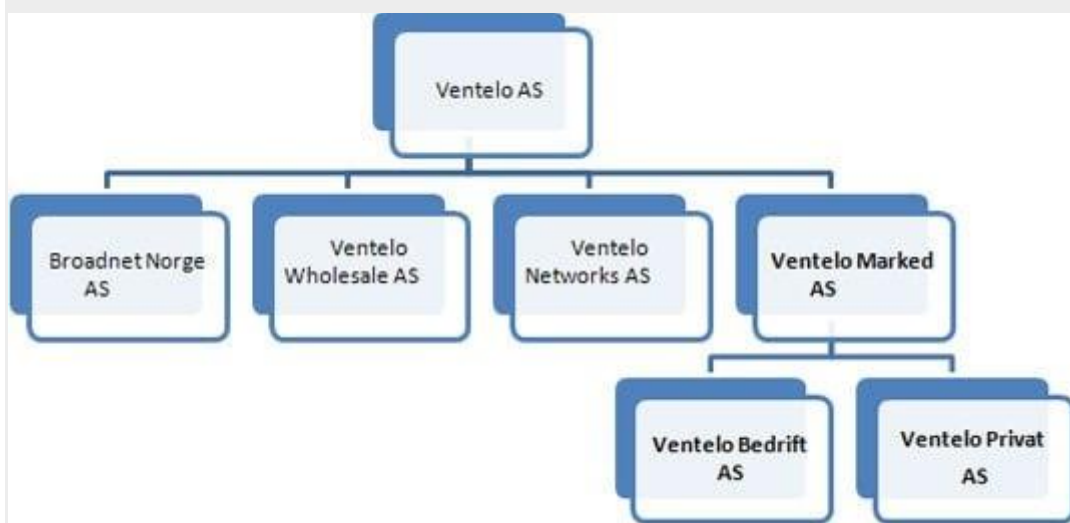 Ventelo AS
Broadnet Norge
AS
Ventelo
Wholesale AS
Ventelo
Networks AS
Ventelo Marked
AS
Ventelo Bedrift
AS
Ventelo Privat
AS